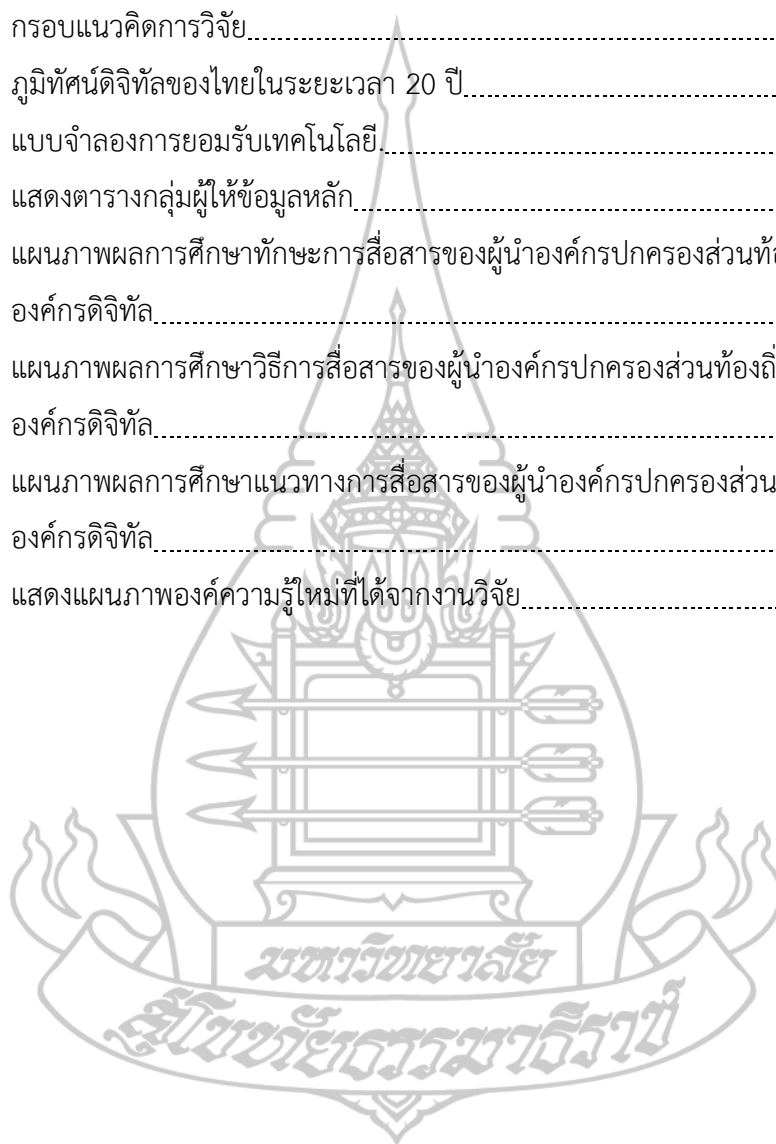 กรอบแนวคิดการวิจัย
ภูมิทัศน์ดิจิทัลของไทยในระยะเวลา 20 ปี
แบบจำลองการยอมรับเทคโนโลยี.
แสดงตารางกลุ่มผู้ให้ข้อมูลหลัก
แผนภาพผลการศึกษาทักษะการสื่อสารของผู้นำองค์กรปกครองส่วนท้
องค์กรดิจิทัล
แผนภาพผลการศึกษาวิธีการสื่อสารของผู้นำองค์กรปกครองส่วนท้องถิ่
องค์กรดิจิทัล
แผนภาพผลการศึกษาแนวทางการสื่อสารของผู้นำองค์กรปกครองส่วน
องค์กรดิจิทัล
แสดงแผนภาพองค์ความรู้ใหม่ที่ได้จากงานวิจัย
มหาวิทยาลัย
สุโขทัยธรรมาธิราช